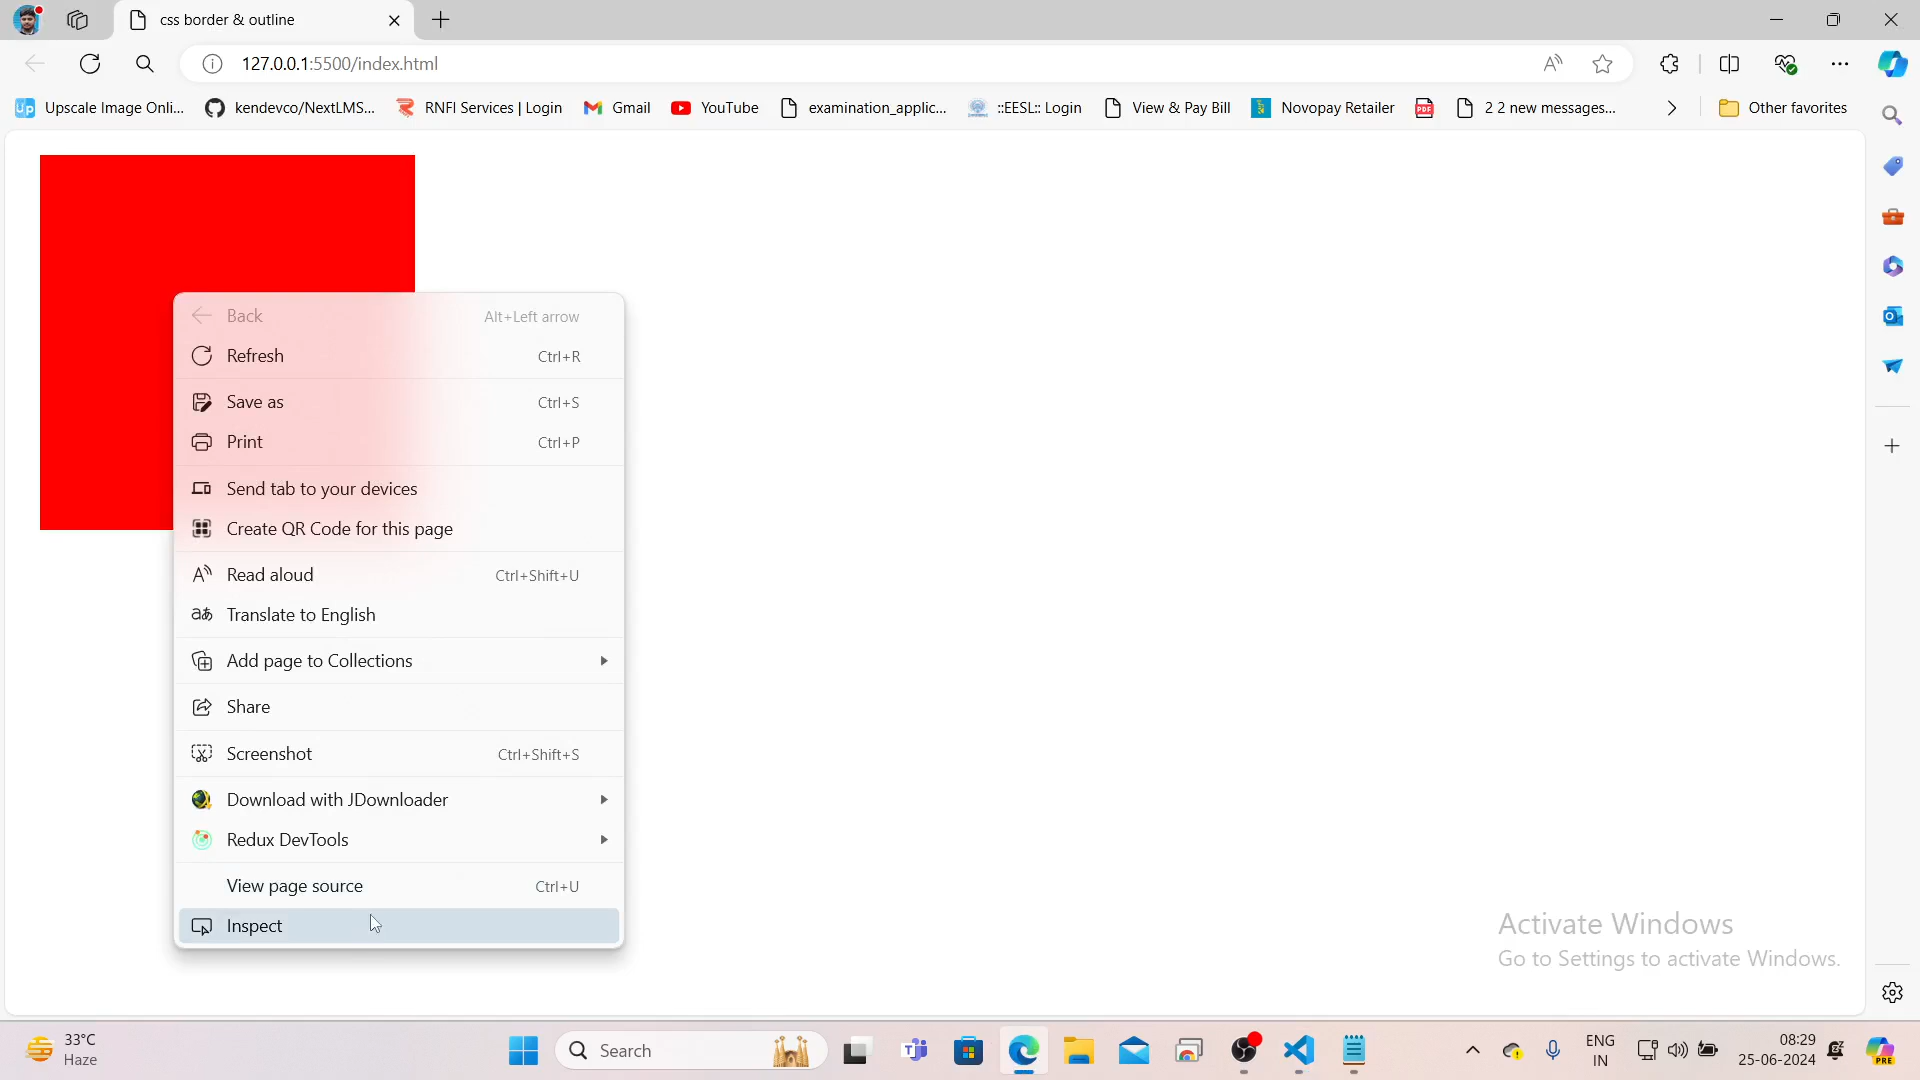 css border & outline
127.0.0.1:5500/index.html
Upscale Image Onli... kendevco/NextLMS... RNFI Services | Login Gmail YouTube examination_applic... ::EESL:: Login View & Pay Bill Novopay Retailer PDF 2 2 new messages... Other favorites
Back Alt+Left arrow
Refresh Ctrl+R
Save as Ctrl+S
Print Ctrl+P
Send tab to your devices
Create QR Code for this page
Read aloud Ctrl+Shift+U
Translate to English
Add page to Collections
Share
Screenshot Ctrl+Shift+S
Download with JDownloader
Redux DevTools
View page source Ctrl+U
Inspect
Activate Windows
Go to Settings to activate Windows.
33°C
Haze
Search
ENG
IN
08:29
25-06-2024
PRE